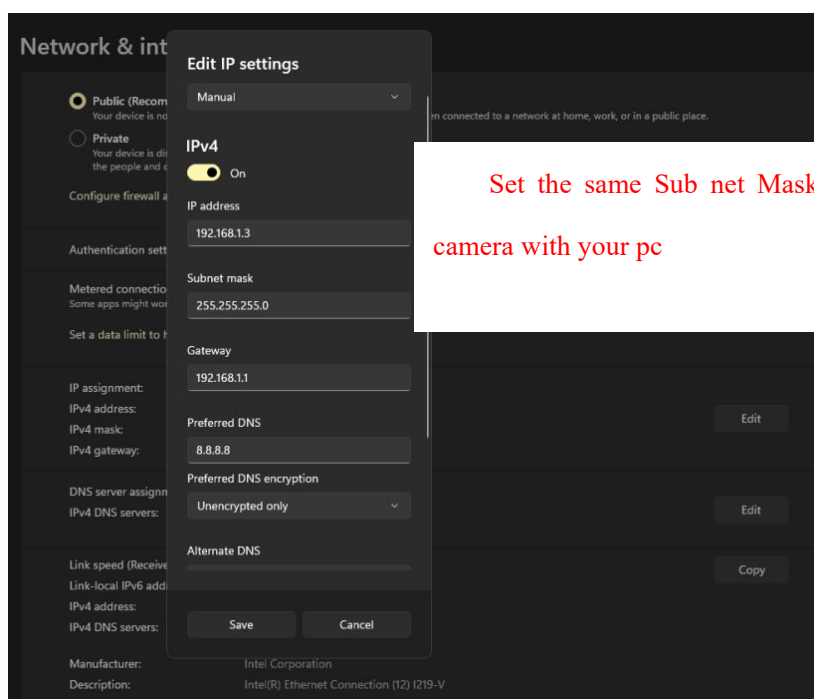 Network & int
Edit IP settings
Manual
Public (Recom
Your device is no
en connected to a network at home, work, or in a public place.
Private
Your device is dis
the people and d
IPv4
On
Configure firewall a
IP address
192.168.1.3
Set the same Sub net Mask
camera with your pc
Authentication sett
Subnet mask
255.255.255.0
Metered connectio
Some apps might wor
Set a data limit to h
Gateway
192.168.1.1
IP assignment:
IPv4 address:
IPv4 mask:
IPv4 gateway:
Edit
Preferred DNS
8.8.8.8
Preferred DNS encryption
Unencrypted only
DNS server assignn
IPv4 DNS servers:
Edit
Alternate DNS
Link speed (Receive
Link-local IPv6 addr
IPv4 address:
IPv4 DNS servers:
Copy
Save
Cancel
Manufacturer:
Intel Corporation
Description:
Intel(R) Ethernet Connection (12) I219-V